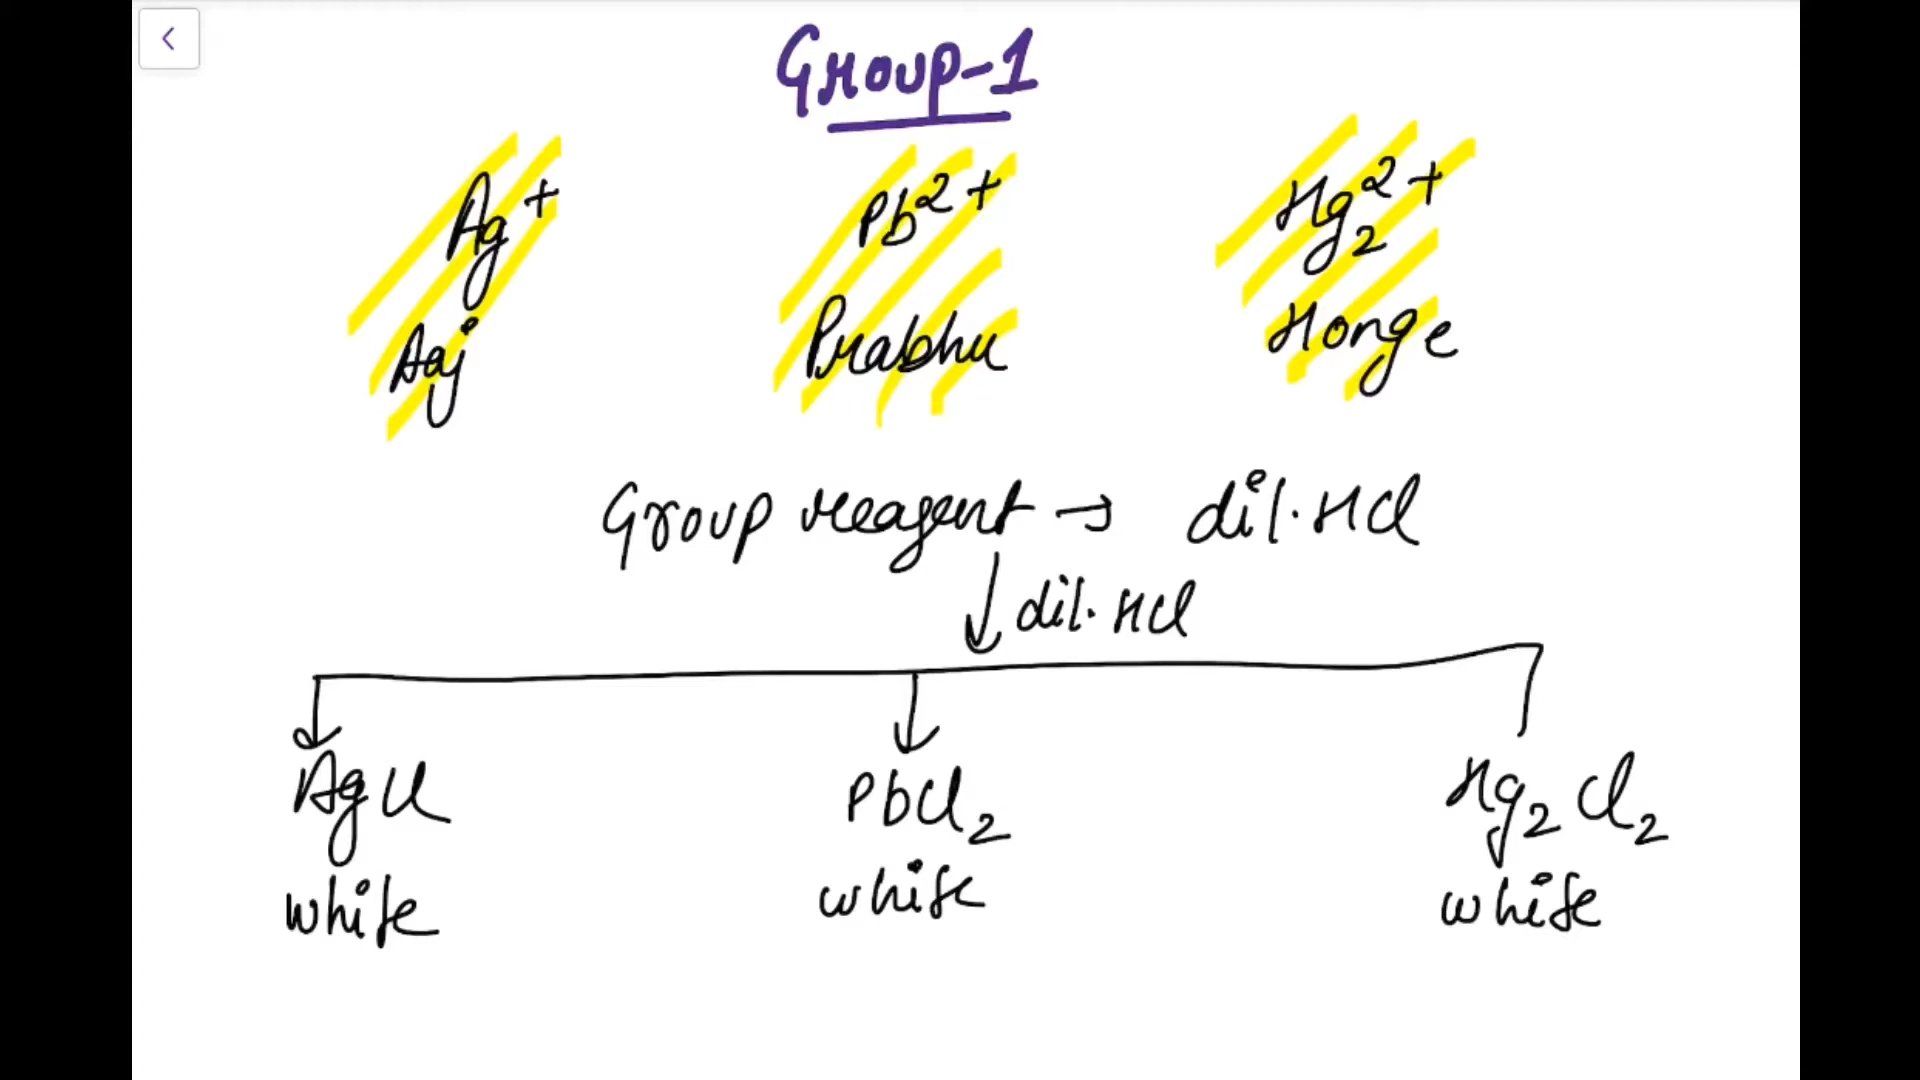 Group-1
Ag+ Pb2+ Hg2 2+
Aaj Prabhu Honge
Group reagent → dil. HCl
dil. HCl
AgCl PbCl2 Hg2Cl2
white white white